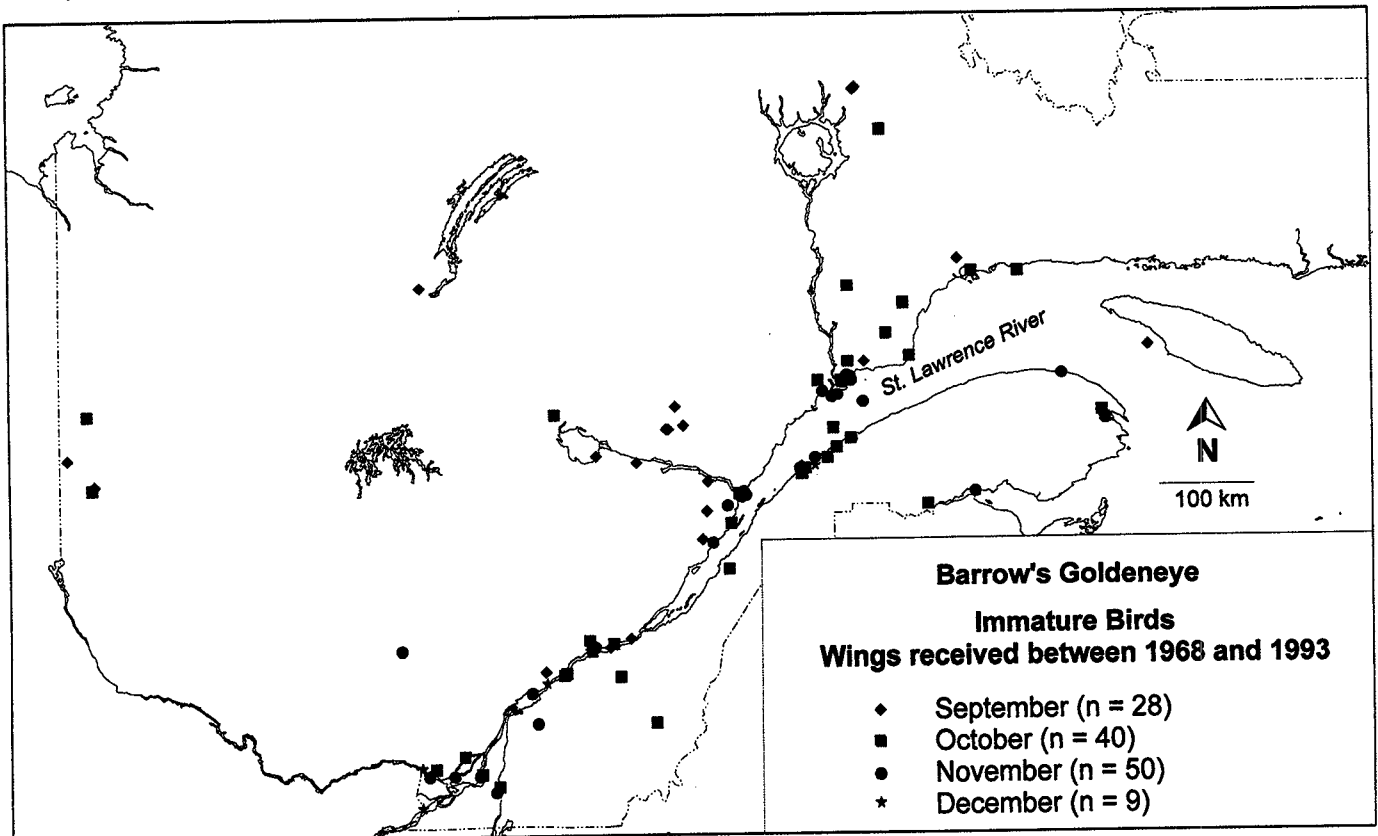 St. Lawrence River
N
100 km
Barrow's Goldeneye
Immature Birds
Wings received between 1968 and 1993
September (n = 28)
October (n = 40)
November (n = 50)
December (n = 9)